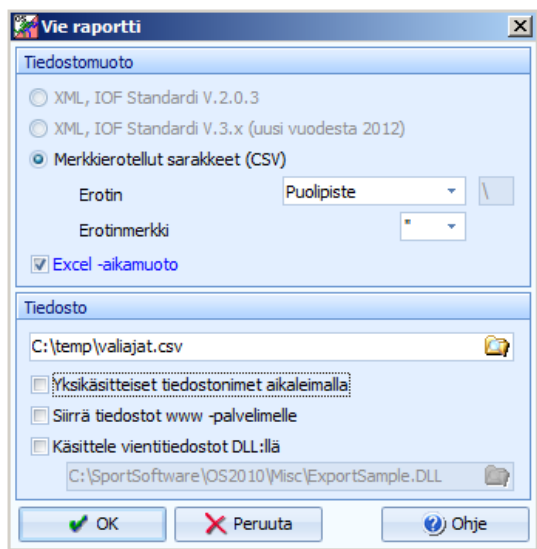 Vie raportti
Tiedostomuoto
XML, IOF Standardi V.2.0.3
XML, IOF Standardi V.3.x (uusi vuodesta 2012)
Merkkierotellut sarakkeet (CSV)
Erotin Puolipiste \
Erotinmerkki "
Excel -aikamuoto
Tiedosto
C:\temp\valiajat.csv
Yksikäsitteiset tiedostonimet aikaleimalla
Siirrä tiedostot www -palvelimelle
Käsittele vientitiedostot DLL:llä
C:\SportSoftware\OS2010\Misc\ExportSample.DLL
OK Peruuta Ohje